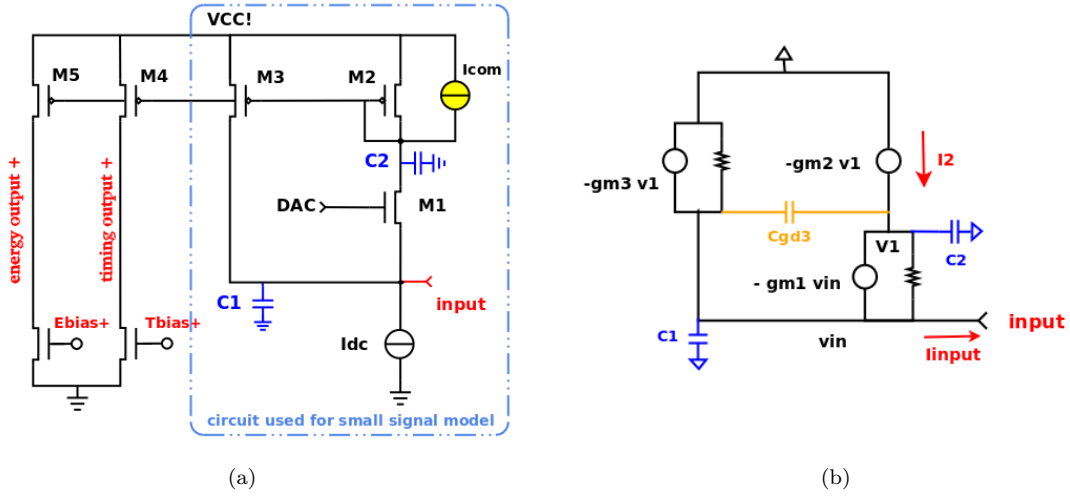 VCC!
M5
M4
M3
M2
Icom
C2
energy output +
timing output +
DAC
M1
C1
input
Ebias+
Tbias+
Idc
circuit used for small signal model
(a)
-gm3 v1
-gm2 v1
I2
Cgd3
V1
C2
- gm1 vin
C1
vin
input
Iinput
(b)